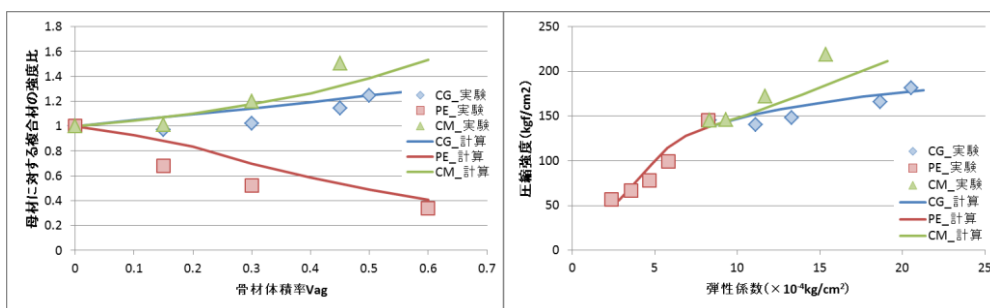 母材に対する複合材の強度比
1.8
1.6
1.4
1.2
1
0.8
0.6
0.4
0.2
0
0
0.1
0.2
0.3
0.4
0.5
0.6
0.7
骨材体積率Vag
CG_実験
PE_実験
CM_実験
CG_計算
PE_計算
CM_計算
圧縮強度(kgf/cm2)
250
200
150
100
50
0
0
5
10
15
20
25
弾性係数(×10⁻⁴kg/cm²)
CG_実験
PE_実験
CM_実験
CG_計算
PE_計算
CM_計算